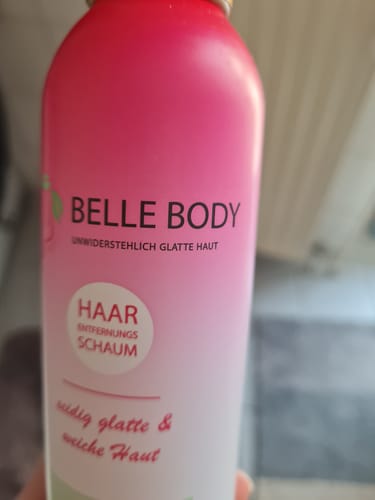 BELLE BODY
UNWIDERSTEHLICH GLATTE HAUT
HAAR
ENTFERNUNGS
SCHAUM
seidig glatte &
weiche Haut